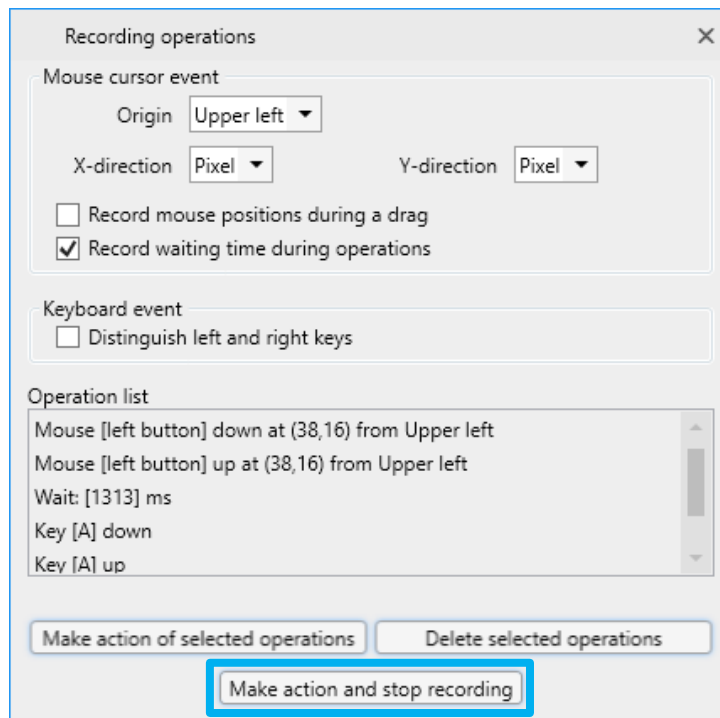 Recording operations
Mouse cursor event
Origin Upper left
X-direction Pixel Y-direction Pixel
Record mouse positions during a drag
Record waiting time during operations
Keyboard event
Distinguish left and right keys
Operation list
Mouse [left button] down at (38,16) from Upper left
Mouse [left button] up at (38,16) from Upper left
Wait: [1313] ms
Key [A] down
Key [A] up
Make action of selected operations Delete selected operations
Make action and stop recording